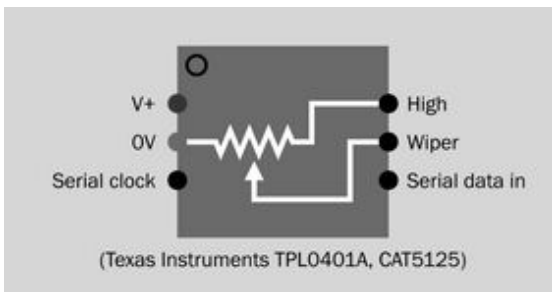 V+
High
0V
Wiper
Serial clock
Serial data in
(Texas Instruments TPL0401A, CAT5125)